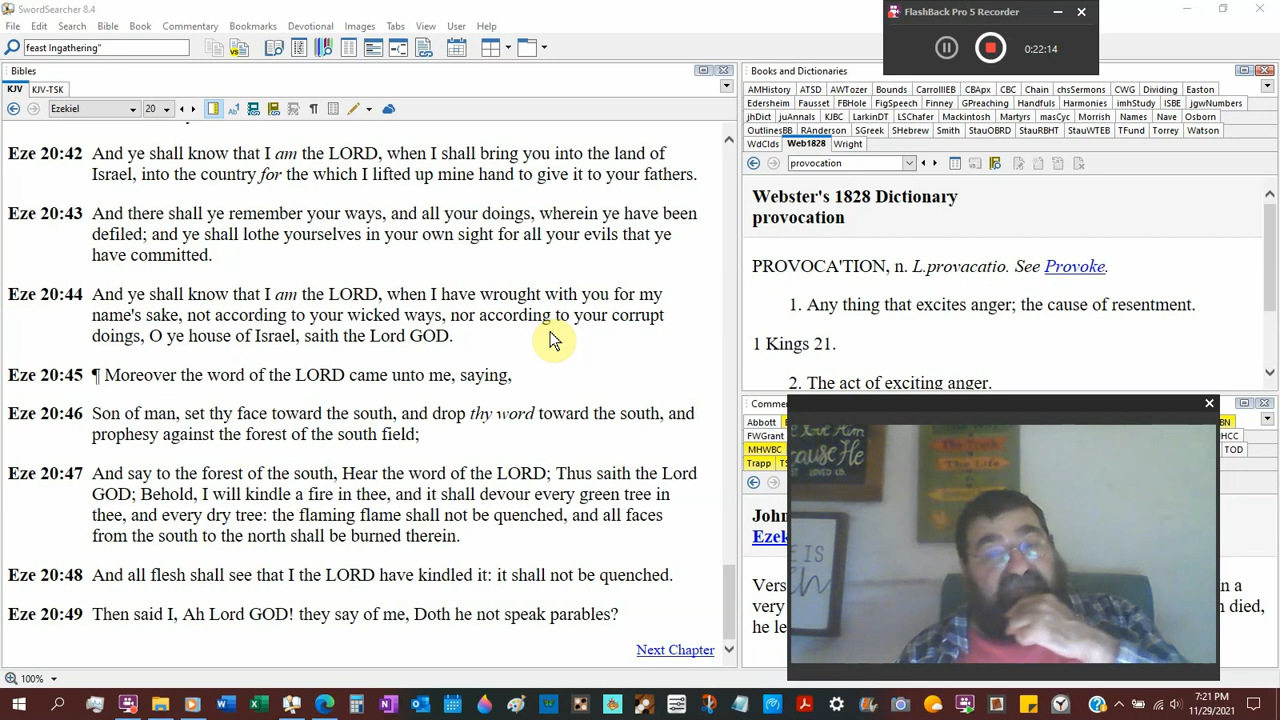 SwordSearcher 8.4
File Edit Search Bible Book Commentary Bookmarks Devotional Images Tabs View User Help
feast Ingathering"
Bibles
KJV KJV-TSK
Ezekiel 20
Eze 20:42 And ye shall know that I am the LORD, when I shall bring you into the land of
Israel, into the country for the which I lifted up mine hand to give it to your fathers.
Eze 20:43 And there shall ye remember your ways, and all your doings, wherein ye have been
defiled; and ye shall lothe yourselves in your own sight for all your evils that ye
have committed.
Eze 20:44 And ye shall know that I am the LORD, when I have wrought with you for my
name's sake, not according to your wicked ways, nor according to your corrupt
doings, O ye house of Israel, saith the Lord GOD.
Eze 20:45 ¶ Moreover the word of the LORD came unto me, saying,
Eze 20:46 Son of man, set thy face toward the south, and drop thy word toward the south, and
prophesy against the forest of the south field;
Eze 20:47 And say to the forest of the south, Hear the word of the LORD; Thus saith the Lord
GOD; Behold, I will kindle a fire in thee, and it shall devour every green tree in
thee, and every dry tree: the flaming flame shall not be quenched, and all faces
from the south to the north shall be burned therein.
Eze 20:48 And all flesh shall see that I the LORD have kindled it: it shall not be quenched.
Eze 20:49 Then said I, Ah Lord GOD! they say of me, Doth he not speak parables?
Next Chapter
100%
FlashBack Pro 5 Recorder
0:22:14
Books and Dictionaries
AMHistory ATSD AWTozer Bounds CarrollEB CBApx CBC Chain chsSermons CWG Dividing Easton
Edersheim Fausset FBHole FigSpeech Finney GPreaching Handfuls Harmonies imhStudy ISBE jgwNumbers
jhDict juAnnals KJBC LarkinDT LSChafer Mackintosh Martyrs masCyc Morrish Names Nave Osborn
OutlinesBB RAnderson SGreek SHebrew Smith StauOBRD StauRBHT StauWTEB TFund Torrey Watson
WdClds Web1828 Wright
provocation
Webster's 1828 Dictionary
provocation
PROVOCA'TION, n. L.provacatio. See Provoke.
1. Any thing that excites anger; the cause of resentment.
1 Kings 21.
2. The act of exciting anger.
Abbott
BN
FWGrant
HCC
MHWBC
TOD
Trapp
John
Ezek
Vers
n a
very
n died,
he le
The Truth
The Life
7:21 PM
11/29/2021